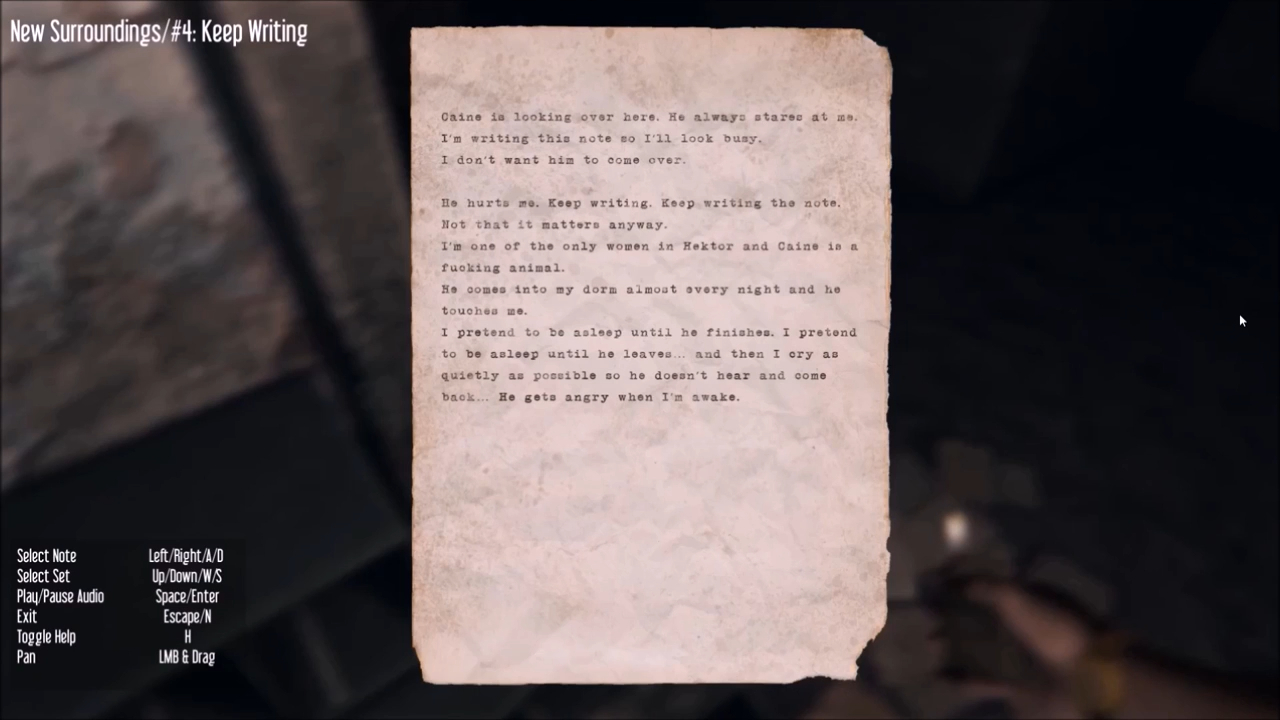 New Surroundings/#4: Keep Writing
Caine is looking over here. He always stares at me.
I'm writing this note so I'll look busy.
I don't want him to come over.
He hurts me. Keep writing. Keep writing the note.
Not that it matters anyway.
I'm one of the only women in Hektor and Caine is a
fucking animal.
He comes into my dorm almost every night and he
touches me.
I pretend to be asleep until he finishes. I pretend
to be asleep until he leaves... and then I cry as
quietly as possible so he doesn't hear and come
back... He gets angry when I'm awake.
Select Note Left/Right/A/D
Select Set Up/Down/W/S
Play/Pause Audio Space/Enter
Exit Escape/N
Toggle Help H
Pan LMB & Drag